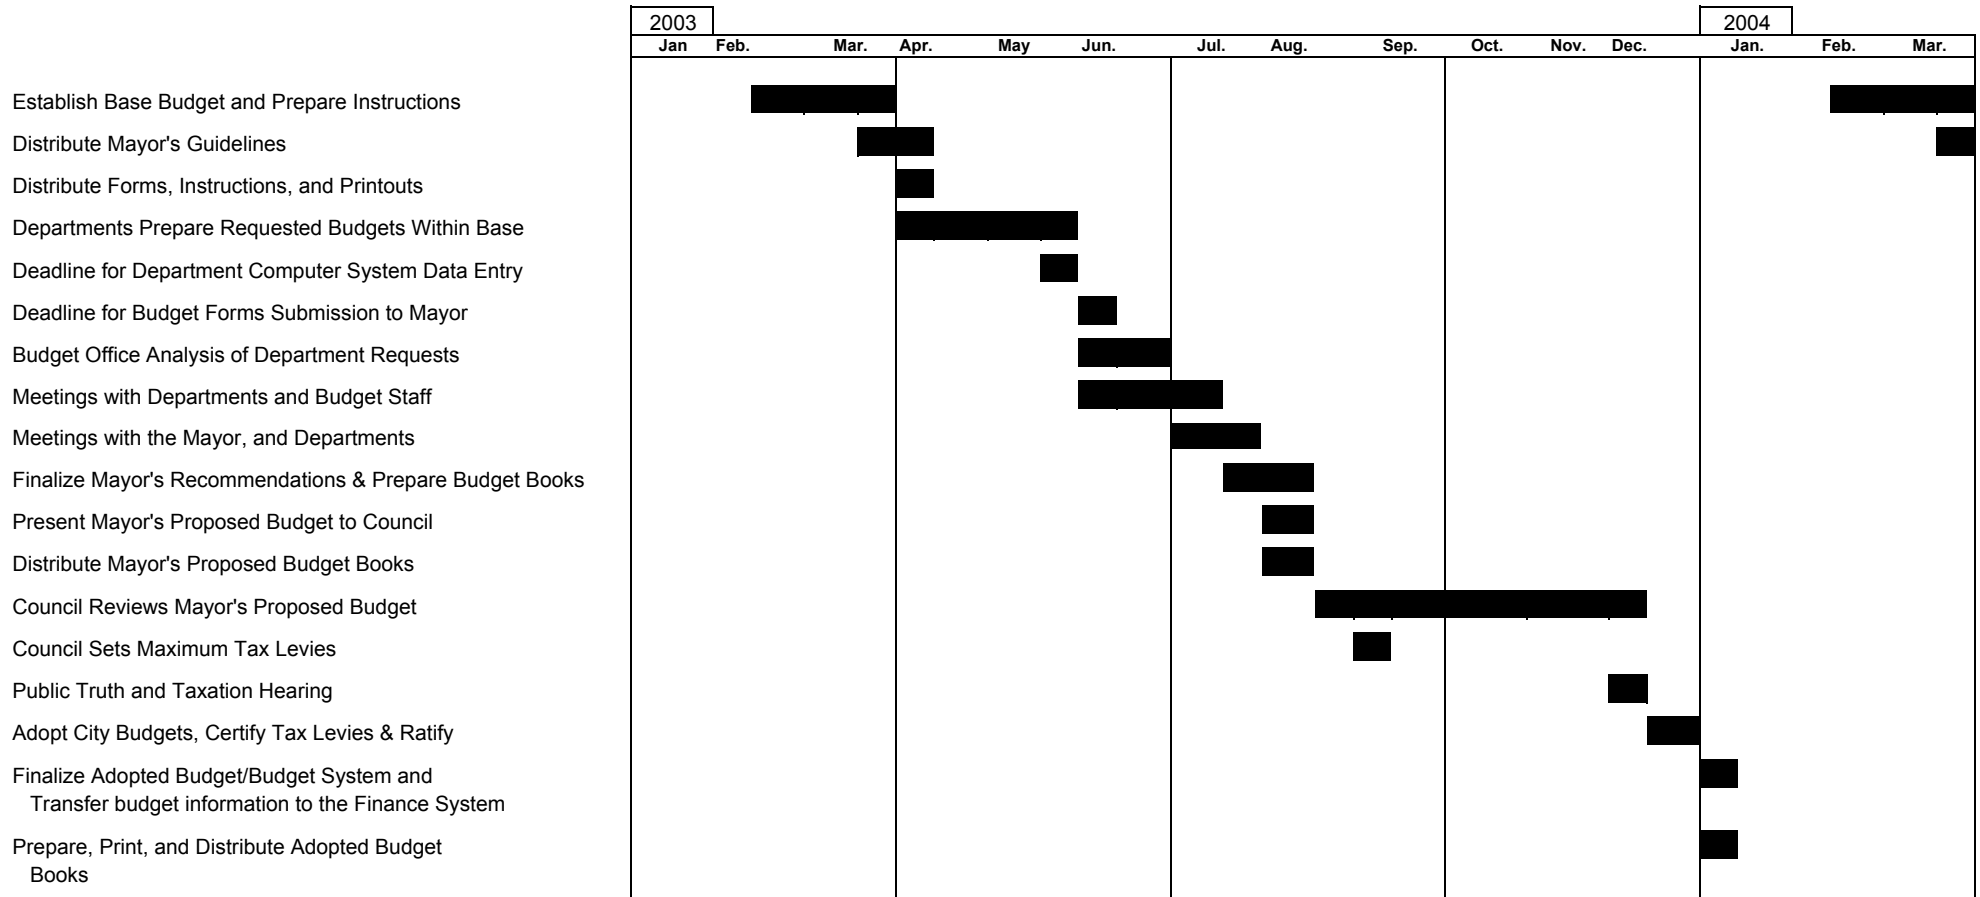 2003 2004
Jan Feb. Mar. Apr. May Jun. Jul. Aug. Sep. Oct. Nov. Dec. Jan. Feb. Mar.
Establish Base Budget and Prepare Instructions
Distribute Mayor's Guidelines
Distribute Forms, Instructions, and Printouts
Departments Prepare Requested Budgets Within Base
Deadline for Department Computer System Data Entry
Deadline for Budget Forms Submission to Mayor
Budget Office Analysis of Department Requests
Meetings with Departments and Budget Staff
Meetings with the Mayor, and Departments
Finalize Mayor's Recommendations & Prepare Budget Books
Present Mayor's Proposed Budget to Council
Distribute Mayor's Proposed Budget Books
Council Reviews Mayor's Proposed Budget
Council Sets Maximum Tax Levies
Public Truth and Taxation Hearing
Adopt City Budgets, Certify Tax Levies & Ratify
Finalize Adopted Budget/Budget System and
Transfer budget information to the Finance System
Prepare, Print, and Distribute Adopted Budget
Books